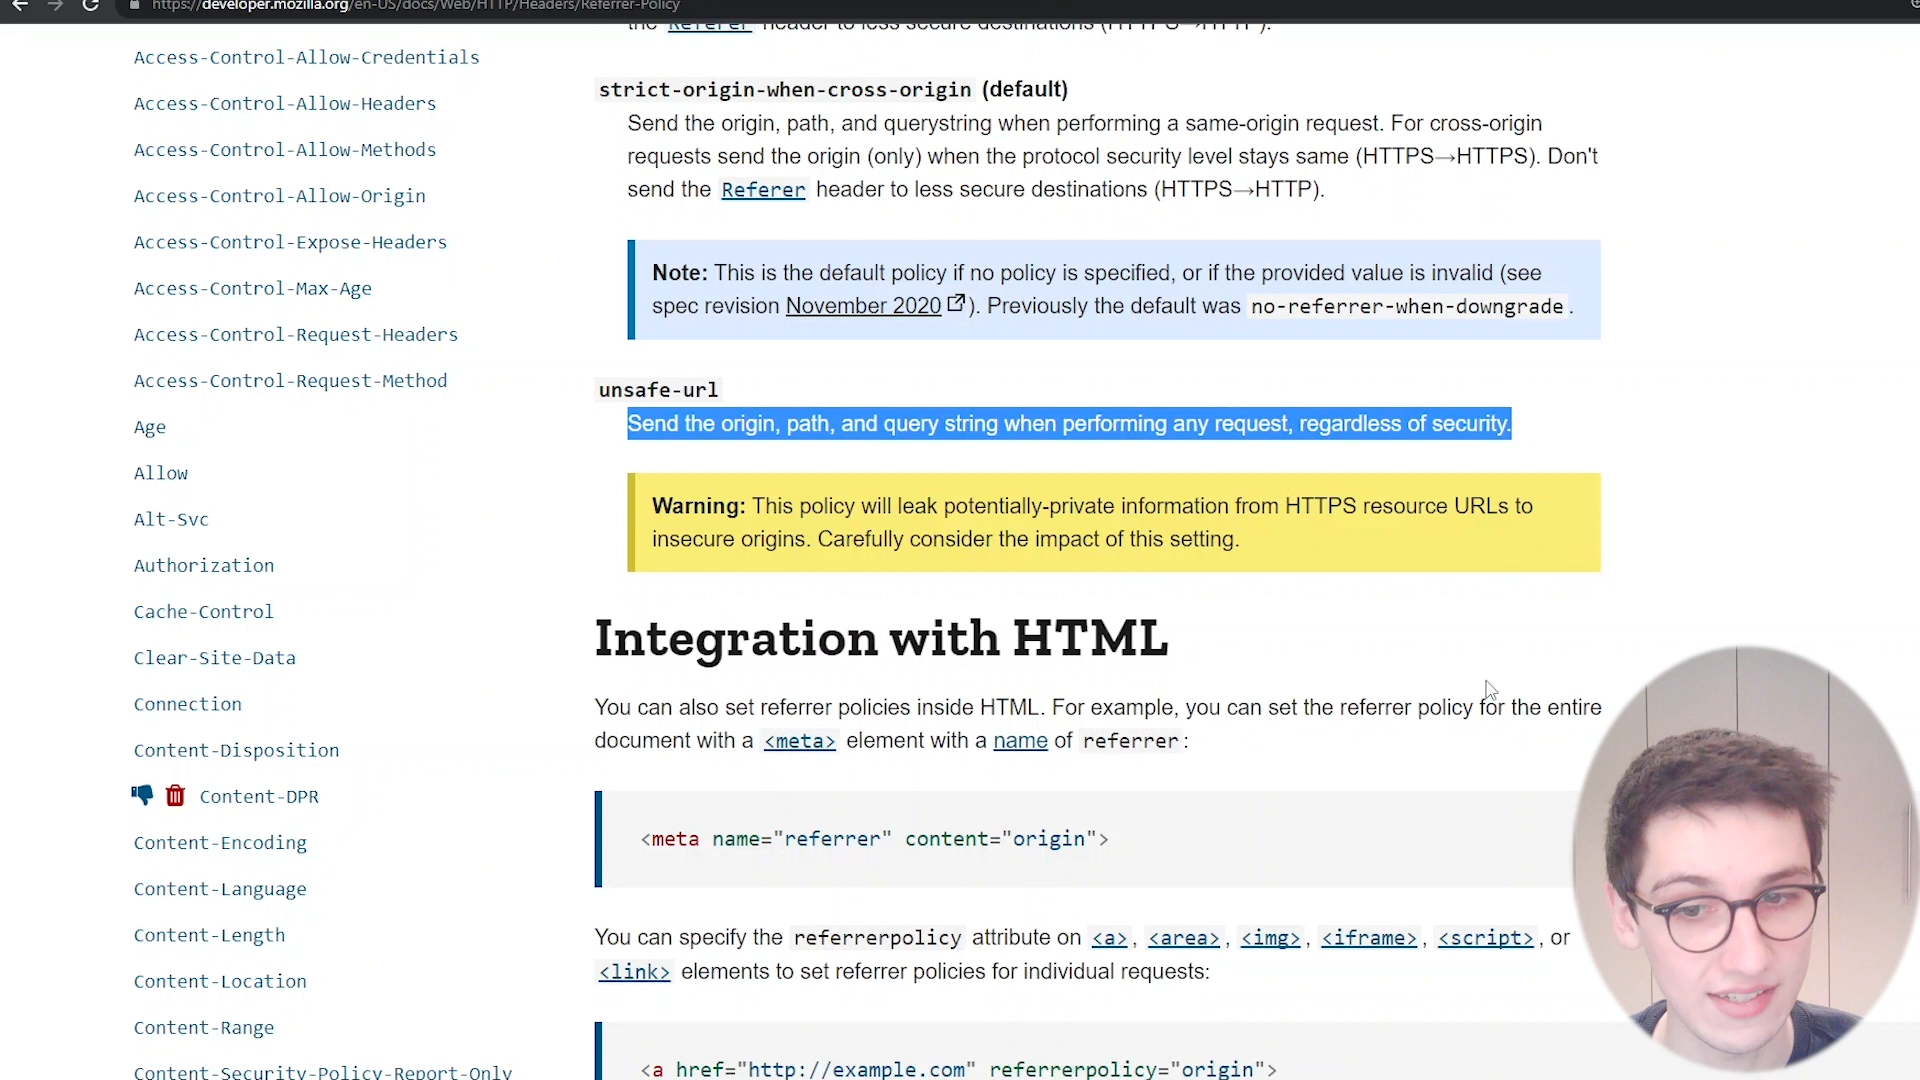 https://developer.mozilla.org/en-US/docs/Web/HTTP/Headers/Referrer-Policy
the Referer header to less secure destinations (HTTPS→HTTP).
Access-Control-Allow-Credentials
Access-Control-Allow-Headers
Access-Control-Allow-Methods
Access-Control-Allow-Origin
Access-Control-Expose-Headers
Access-Control-Max-Age
Access-Control-Request-Headers
Access-Control-Request-Method
Age
Allow
Alt-Svc
Authorization
Cache-Control
Clear-Site-Data
Connection
Content-Disposition
Content-DPR
Content-Encoding
Content-Language
Content-Length
Content-Location
Content-Range
Content-Security-Policy-Report-Only
strict-origin-when-cross-origin (default)
Send the origin, path, and querystring when performing a same-origin request. For cross-origin
requests send the origin (only) when the protocol security level stays same (HTTPS→HTTPS). Don't
send the Referer header to less secure destinations (HTTPS→HTTP).
Note: This is the default policy if no policy is specified, or if the provided value is invalid (see
spec revision November 2020 ). Previously the default was no-referrer-when-downgrade .
unsafe-url
Send the origin, path, and query string when performing any request, regardless of security.
Warning: This policy will leak potentially-private information from HTTPS resource URLs to
insecure origins. Carefully consider the impact of this setting.
Integration with HTML
You can also set referrer policies inside HTML. For example, you can set the referrer policy for the entire
document with a <meta> element with a name of referrer :
<meta name="referrer" content="origin">
You can specify the referrerpolicy attribute on <a>, <area>, <img>, <iframe>, <script>, or
<link> elements to set referrer policies for individual requests:
<a href="http://example.com" referrerpolicy="origin">